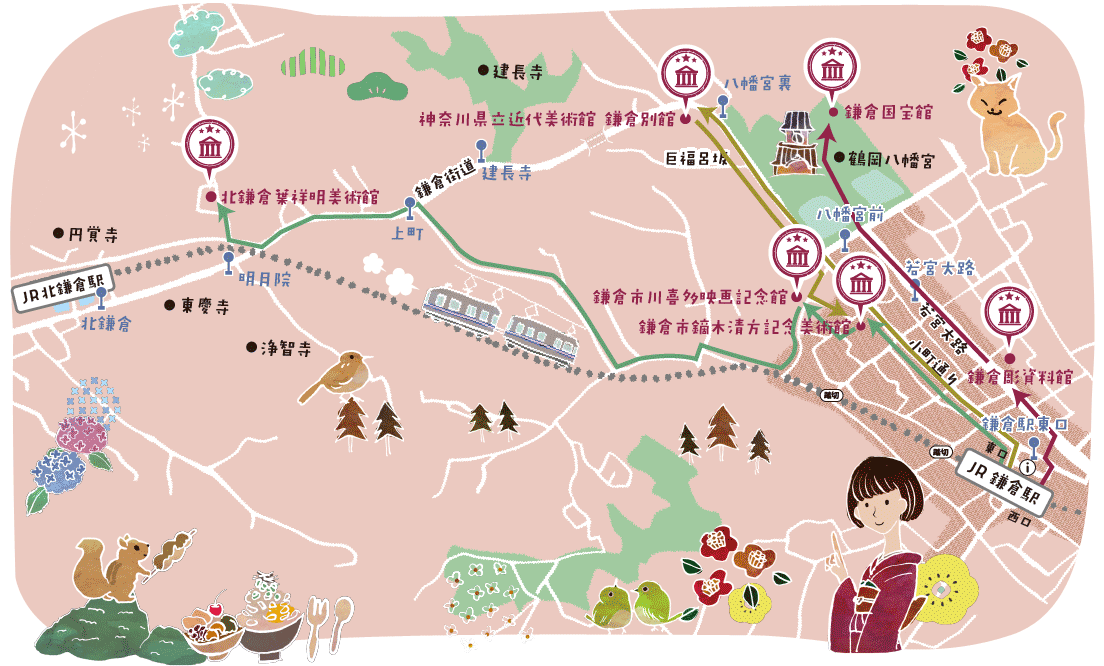 建長寺
八幡宮裏
神奈川県立近代美術館 鎌倉別館
鎌倉国宝館
巨福呂坂
鶴岡八幡宮
鎌倉街道
建長寺
北鎌倉葉祥明美術館
上町
八幡宮前
円覚寺
明月院
JR北鎌倉駅
北鎌倉
東慶寺
若宮大路
鎌倉市川喜多映画記念館
鎌倉市鏑木清方記念美術館
若宮大路
小町通り
浄智寺
鎌倉彫資料館
踏切
鎌倉駅東口
踏切
東口
i
JR 鎌倉駅
西口